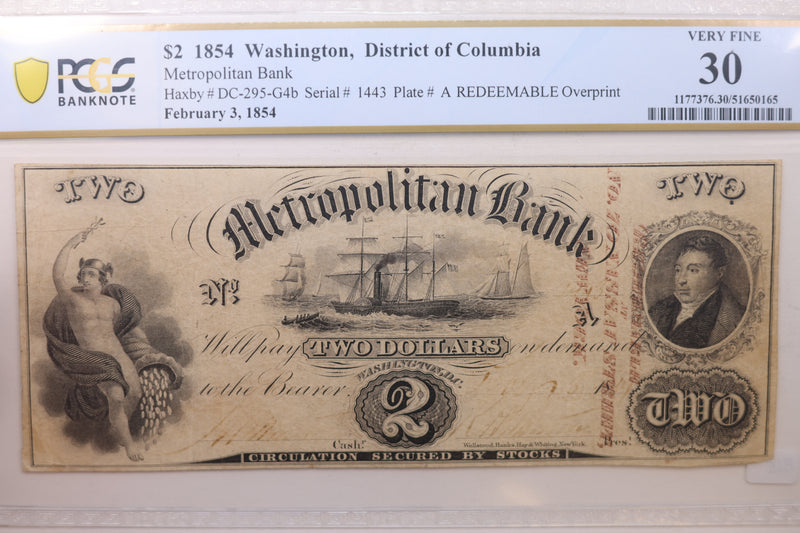 $2 1854 Washington, District of Columbia
Metropolitan Bank
Haxby # DC-295-G4b Serial # 1443 Plate # A REDEEMABLE Overprint
February 3, 1854
PCGS
BANKNOTE
VERY FINE
30
1177376.30/51650165
TWO
TWO
Metropolitan Bank
No.
A
Will pay TWO DOLLARS on demand
WASHINGTON, D.C.
to the Bearer
2
TWO
Cashr.
Wellstood, Hanks, Hay & Whiting, New York.
Pres.
CIRCULATION SECURED BY STOCKS